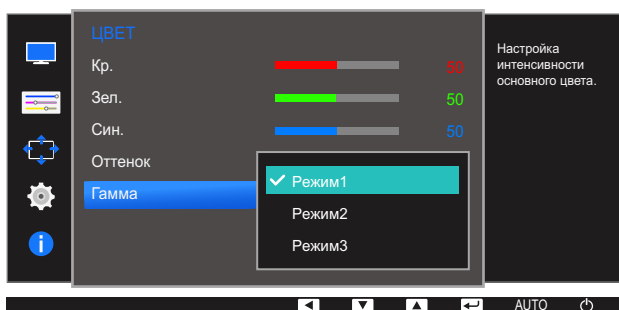 ЦВЕТ
Кр. 50
Зел. 50
Син. 50
Оттенок
Гамма
Режим1
Режим2
Режим3
Настройка
интенсивности
основного цвета.
AUTO